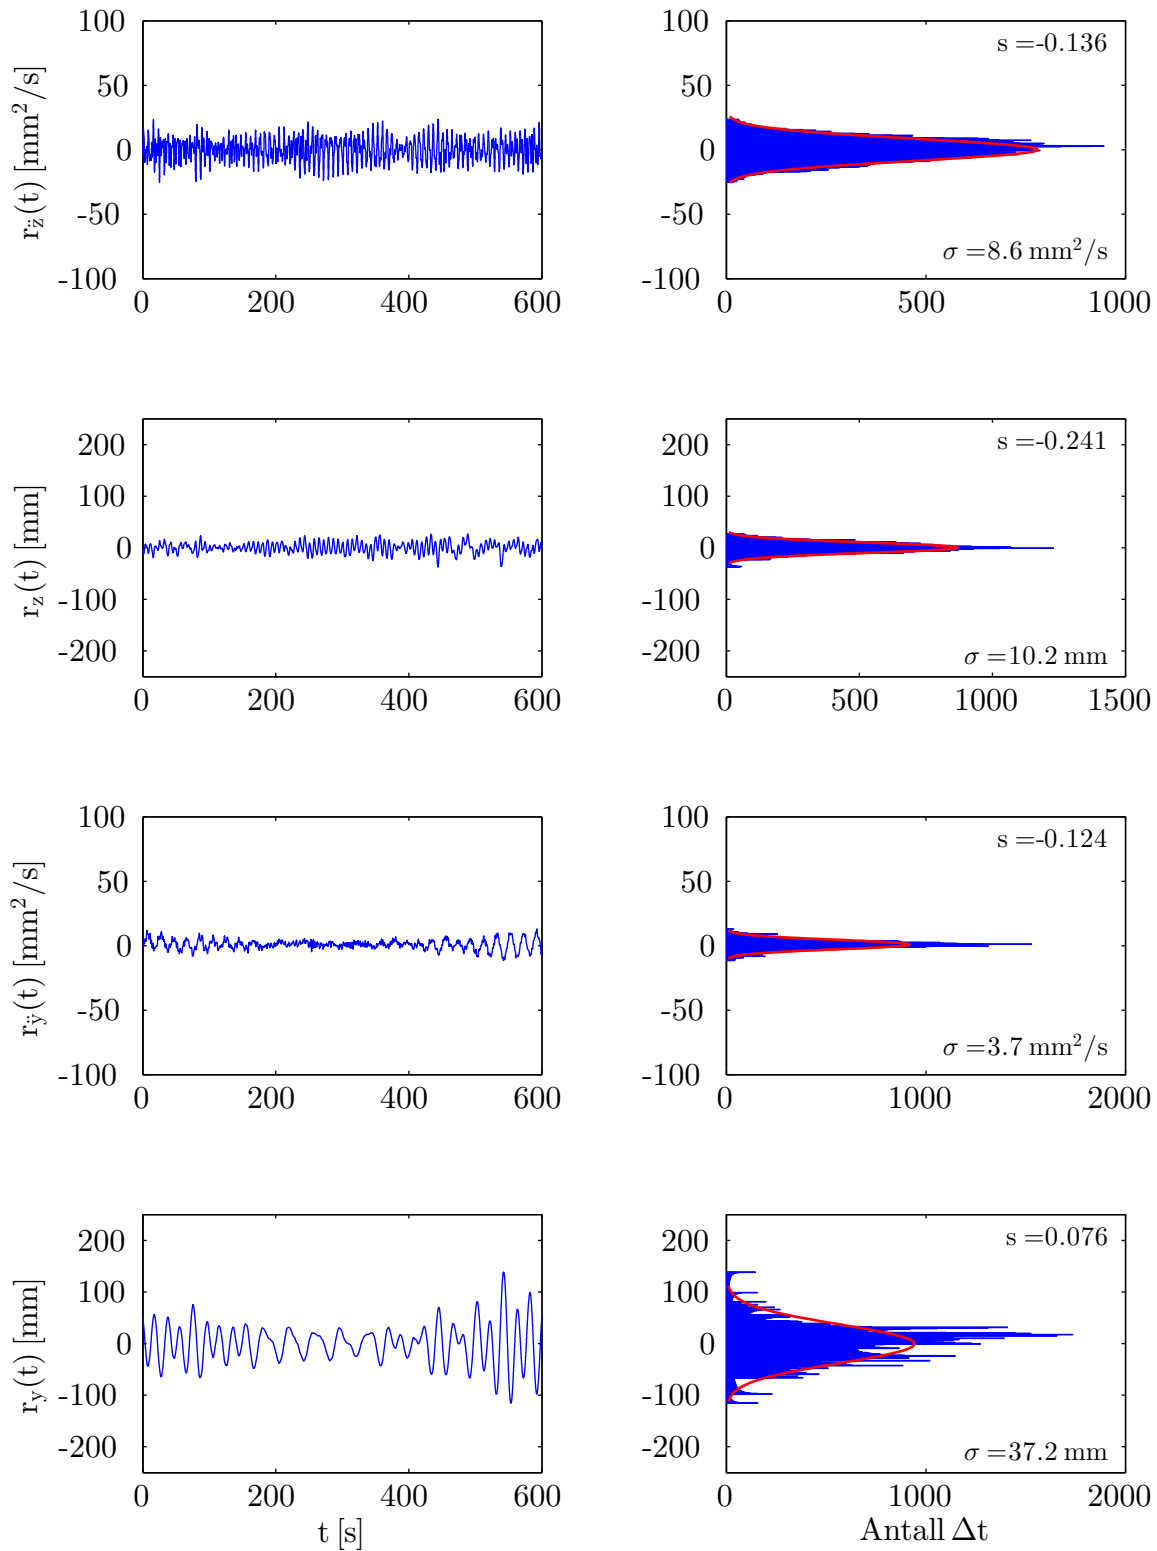 100
50
0
-50
-100
r_z̈(t) [mm²/s]
0 200 400 600
s =-0.136
σ =8.6 mm²/s
100
50
0
-50
-100
0 500 1000
200
100
0
-100
-200
r_z(t) [mm]
0 200 400 600
s =-0.241
σ =10.2 mm
200
100
0
-100
-200
0 500 1000 1500
100
50
0
-50
-100
r_ÿ(t) [mm²/s]
0 200 400 600
s =-0.124
σ =3.7 mm²/s
100
50
0
-50
-100
0 1000 2000
200
100
0
-100
-200
r_y(t) [mm]
0 200 400 600
t [s]
s =0.076
σ =37.2 mm
200
100
0
-100
-200
0 1000 2000
Antall Δt